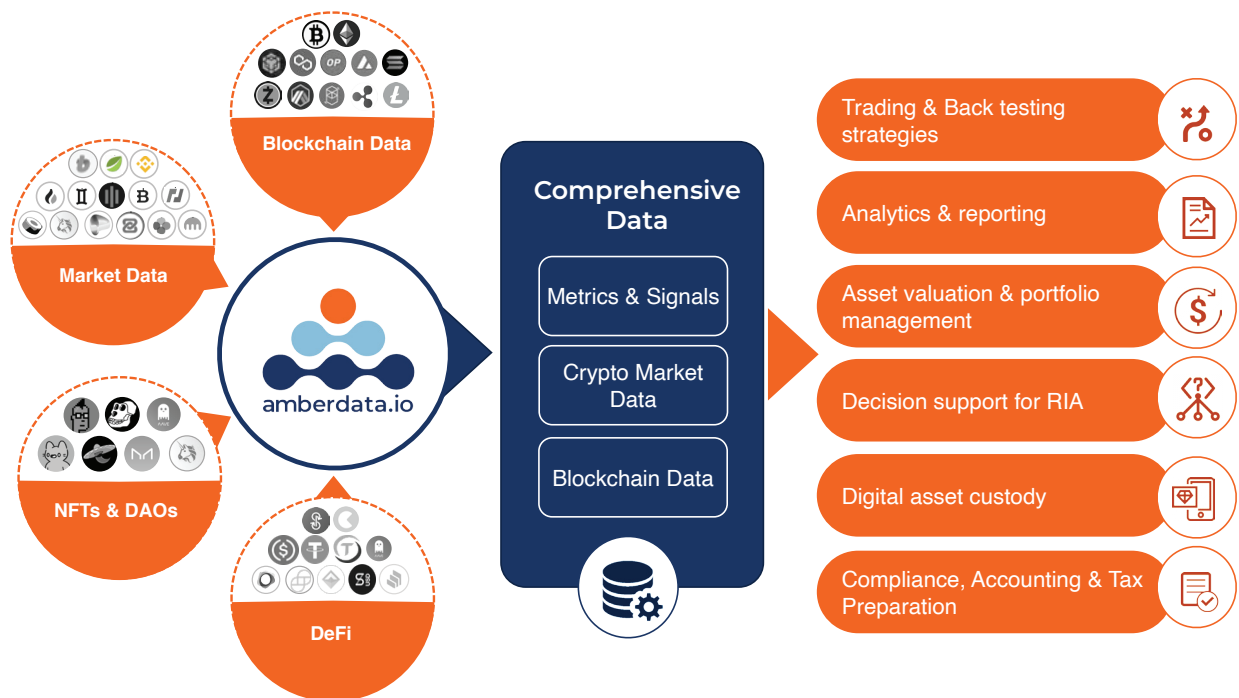 OP
Blockchain Data
Market Data
AAVE
NFTs & DAOs
DeFi
amberdata.io
Comprehensive
Data
Metrics & Signals
Crypto Market
Data
Blockchain Data
Trading & Back testing
strategies
Analytics & reporting
Asset valuation & portfolio
management
Decision support for RIA
Digital asset custody
Compliance, Accounting & Tax
Preparation